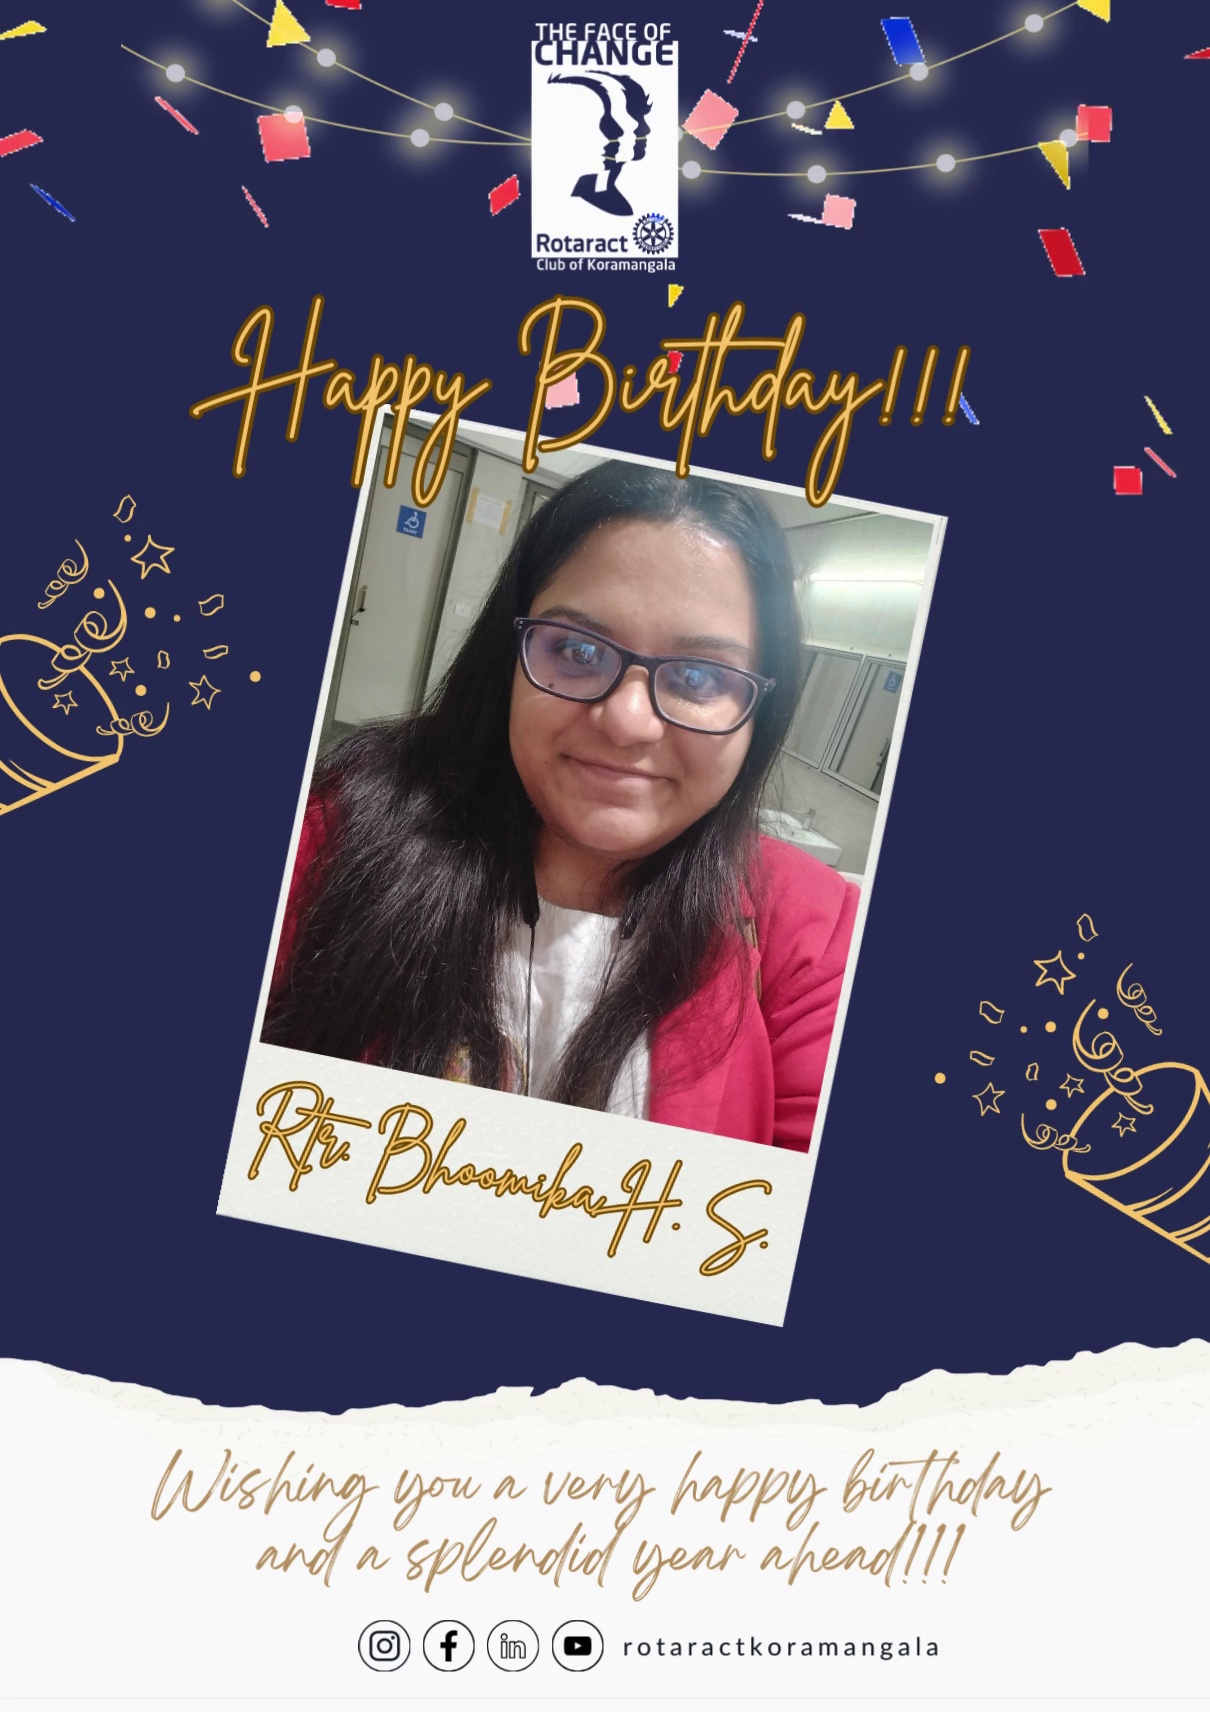 THE FACE OF
CHANGE
Rotaract
Club of Koramangala
Happy Birthday!!!
Rtr. Bhoomika H. S.
Wishing you a very happy birthday
and a splendid year ahead!!!
in
rotaractkoramangala